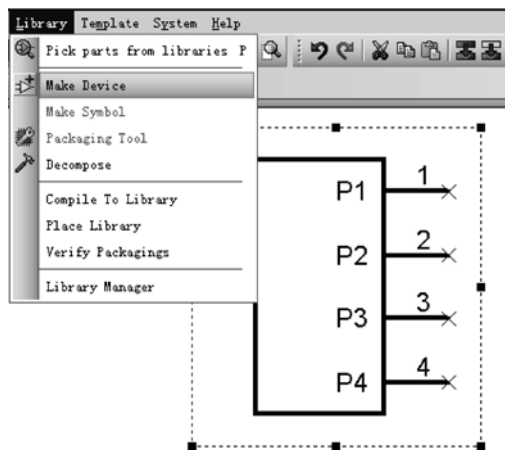 Library Template System Help
Pick parts from libraries P
Make Device
Make Symbol
Packaging Tool
Decompose
Compile To Library
Place Library
Verify Packagings
Library Manager
P1 1
P2 2
P3 3
P4 4